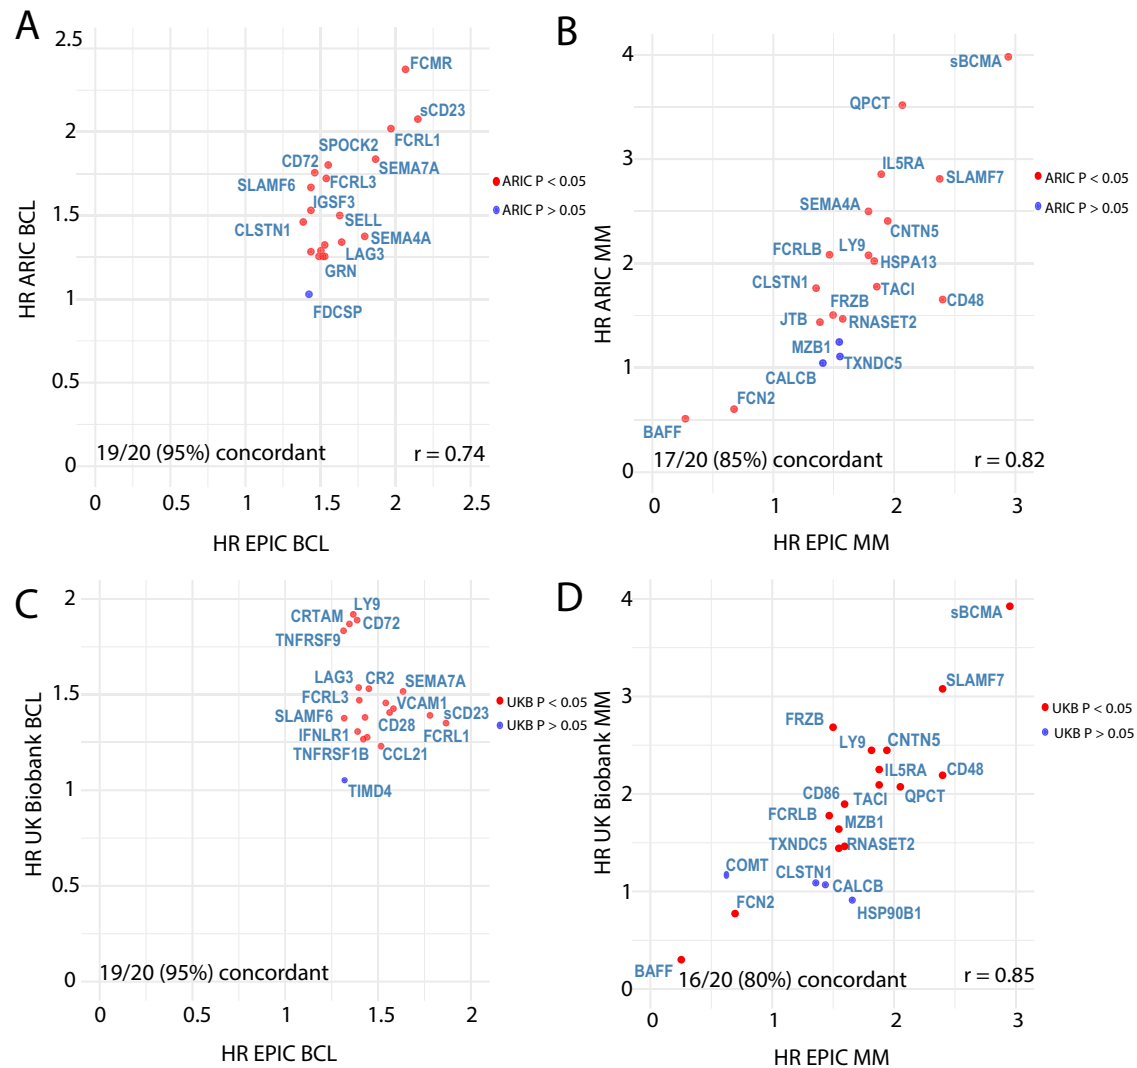 A
2.5
2
1.5
1
0.5
0
HR ARIC BCL
FCMR
sCD23
FCRL1
SPOCK2
SEMA7A
CD72
FCRL3
SLAMF6
IGSF3
SELL
CLSTN1
SEMA4A
LAG3
GRN
FDCSP
ARIC P < 0.05
ARIC P > 0.05
19/20 (95%) concordant
r = 0.74
0 0.5 1 1.5 2 2.5
HR EPIC BCL
B
4
3
2
1
0
HR ARIC MM
sBCMA
QPCT
IL5RA
SLAMF7
SEMA4A
CNTN5
FCRLB
LY9
HSPA13
CLSTN1
TACI
FRZB
CD48
JTB
RNASET2
MZB1
TXNDC5
CALCB
FCN2
BAFF
ARIC P < 0.05
ARIC P > 0.05
17/20 (85%) concordant
r = 0.82
0 1 2 3
HR EPIC MM
C
2
1.5
1
0.5
0
HR UK Biobank BCL
LY9
CRTAM
CD72
TNFRSF9
LAG3
CR2
SEMA7A
FCRL3
VCAM1
SLAMF6
sCD23
CD28
IFNLR1
FCRL1
TNFRSF1B
CCL21
TIMD4
UKB P < 0.05
UKB P > 0.05
19/20 (95%) concordant
0 0.5 1 1.5 2
HR EPIC BCL
D
4
3
2
1
0
HR UK Biobank MM
sBCMA
SLAMF7
FRZB
LY9
CNTN5
IL5RA
CD48
CD86
TACI
QPCT
FCRLB
MZB1
TXNDC5
RNASET2
COMT
CLSTN1
CALCB
FCN2
HSP90B1
BAFF
UKB P < 0.05
UKB P > 0.05
16/20 (80%) concordant
r = 0.85
0 1 2 3
HR EPIC MM